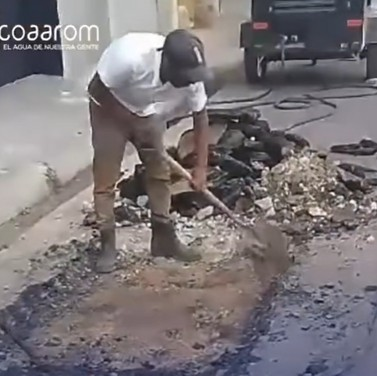 coaarom
EL AGUA DE NUESTRA GENTE